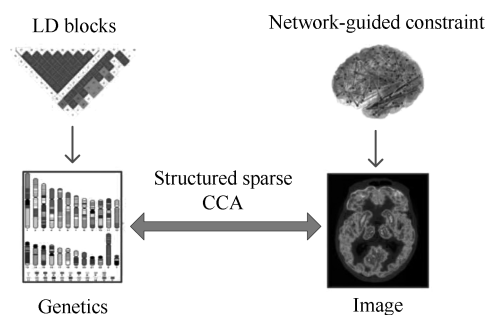 LD blocks
Network-guided constraint
Structured sparse
CCA
Genetics
Image